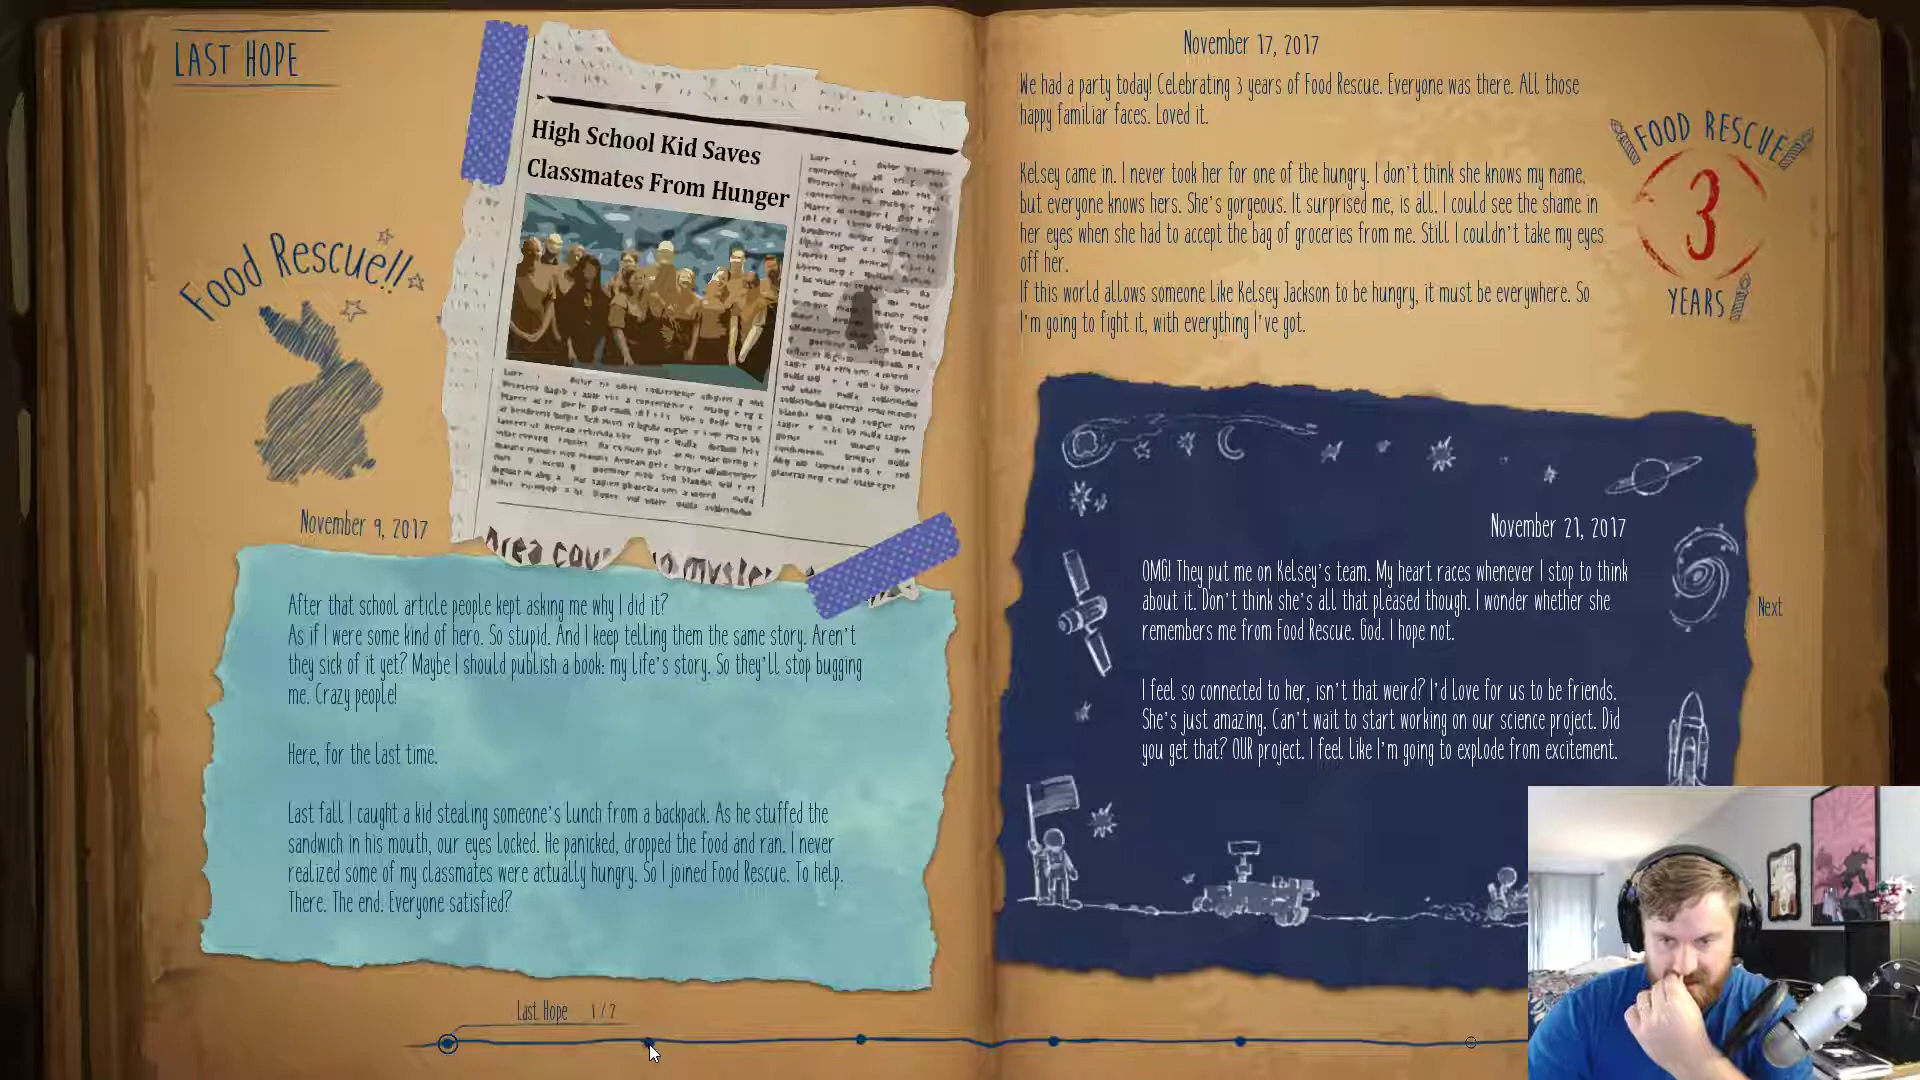 LAST HOPE
High School Kid Saves
Classmates From Hunger
Food Rescue!!
November 9, 2017
After that school article people kept asking me why I did it?
As if I were some kind of hero. So stupid. And I keep telling them the same story. Aren't
they sick of it yet? Maybe I should publish a book: my life's story. So they'll stop bugging
me. Crazy people!
Here, for the last time.
Last fall I caught a kid stealing someone's lunch from a backpack. As he stuffed the
sandwich in his mouth, our eyes locked. He panicked, dropped the food and ran. I never
realized some of my classmates were actually hungry. So I joined Food Rescue. To help.
There. The end. Everyone satisfied?
November 17, 2017
We had a party today! Celebrating 3 years of Food Rescue. Everyone was there. All those
happy familiar faces. Loved it.
Kelsey came in. I never took her for one of the hungry. I don't think she knows my name,
but everyone knows hers. She's gorgeous. It surprised me, is all. I could see the shame in
her eyes when she had to accept the bag of groceries from me. Still I couldn't take my eyes
off her.
If this world allows someone like Kelsey Jackson to be hungry, it must be everywhere. So
I'm going to fight it, with everything I've got.
FOOD RESCUE
3
YEARS
November 21, 2017
OMG! They put me on Kelsey's team. My heart races whenever I stop to think
about it. Don't think she's all that pleased though. I wonder whether she
remembers me from Food Rescue. God. I hope not.
I feel so connected to her, isn't that weird? I'd love for us to be friends.
She's just amazing. Can't wait to start working on our science project. Did
you get that? OUR project. I feel like I'm going to explode from excitement.
Next
Last Hope 1/2